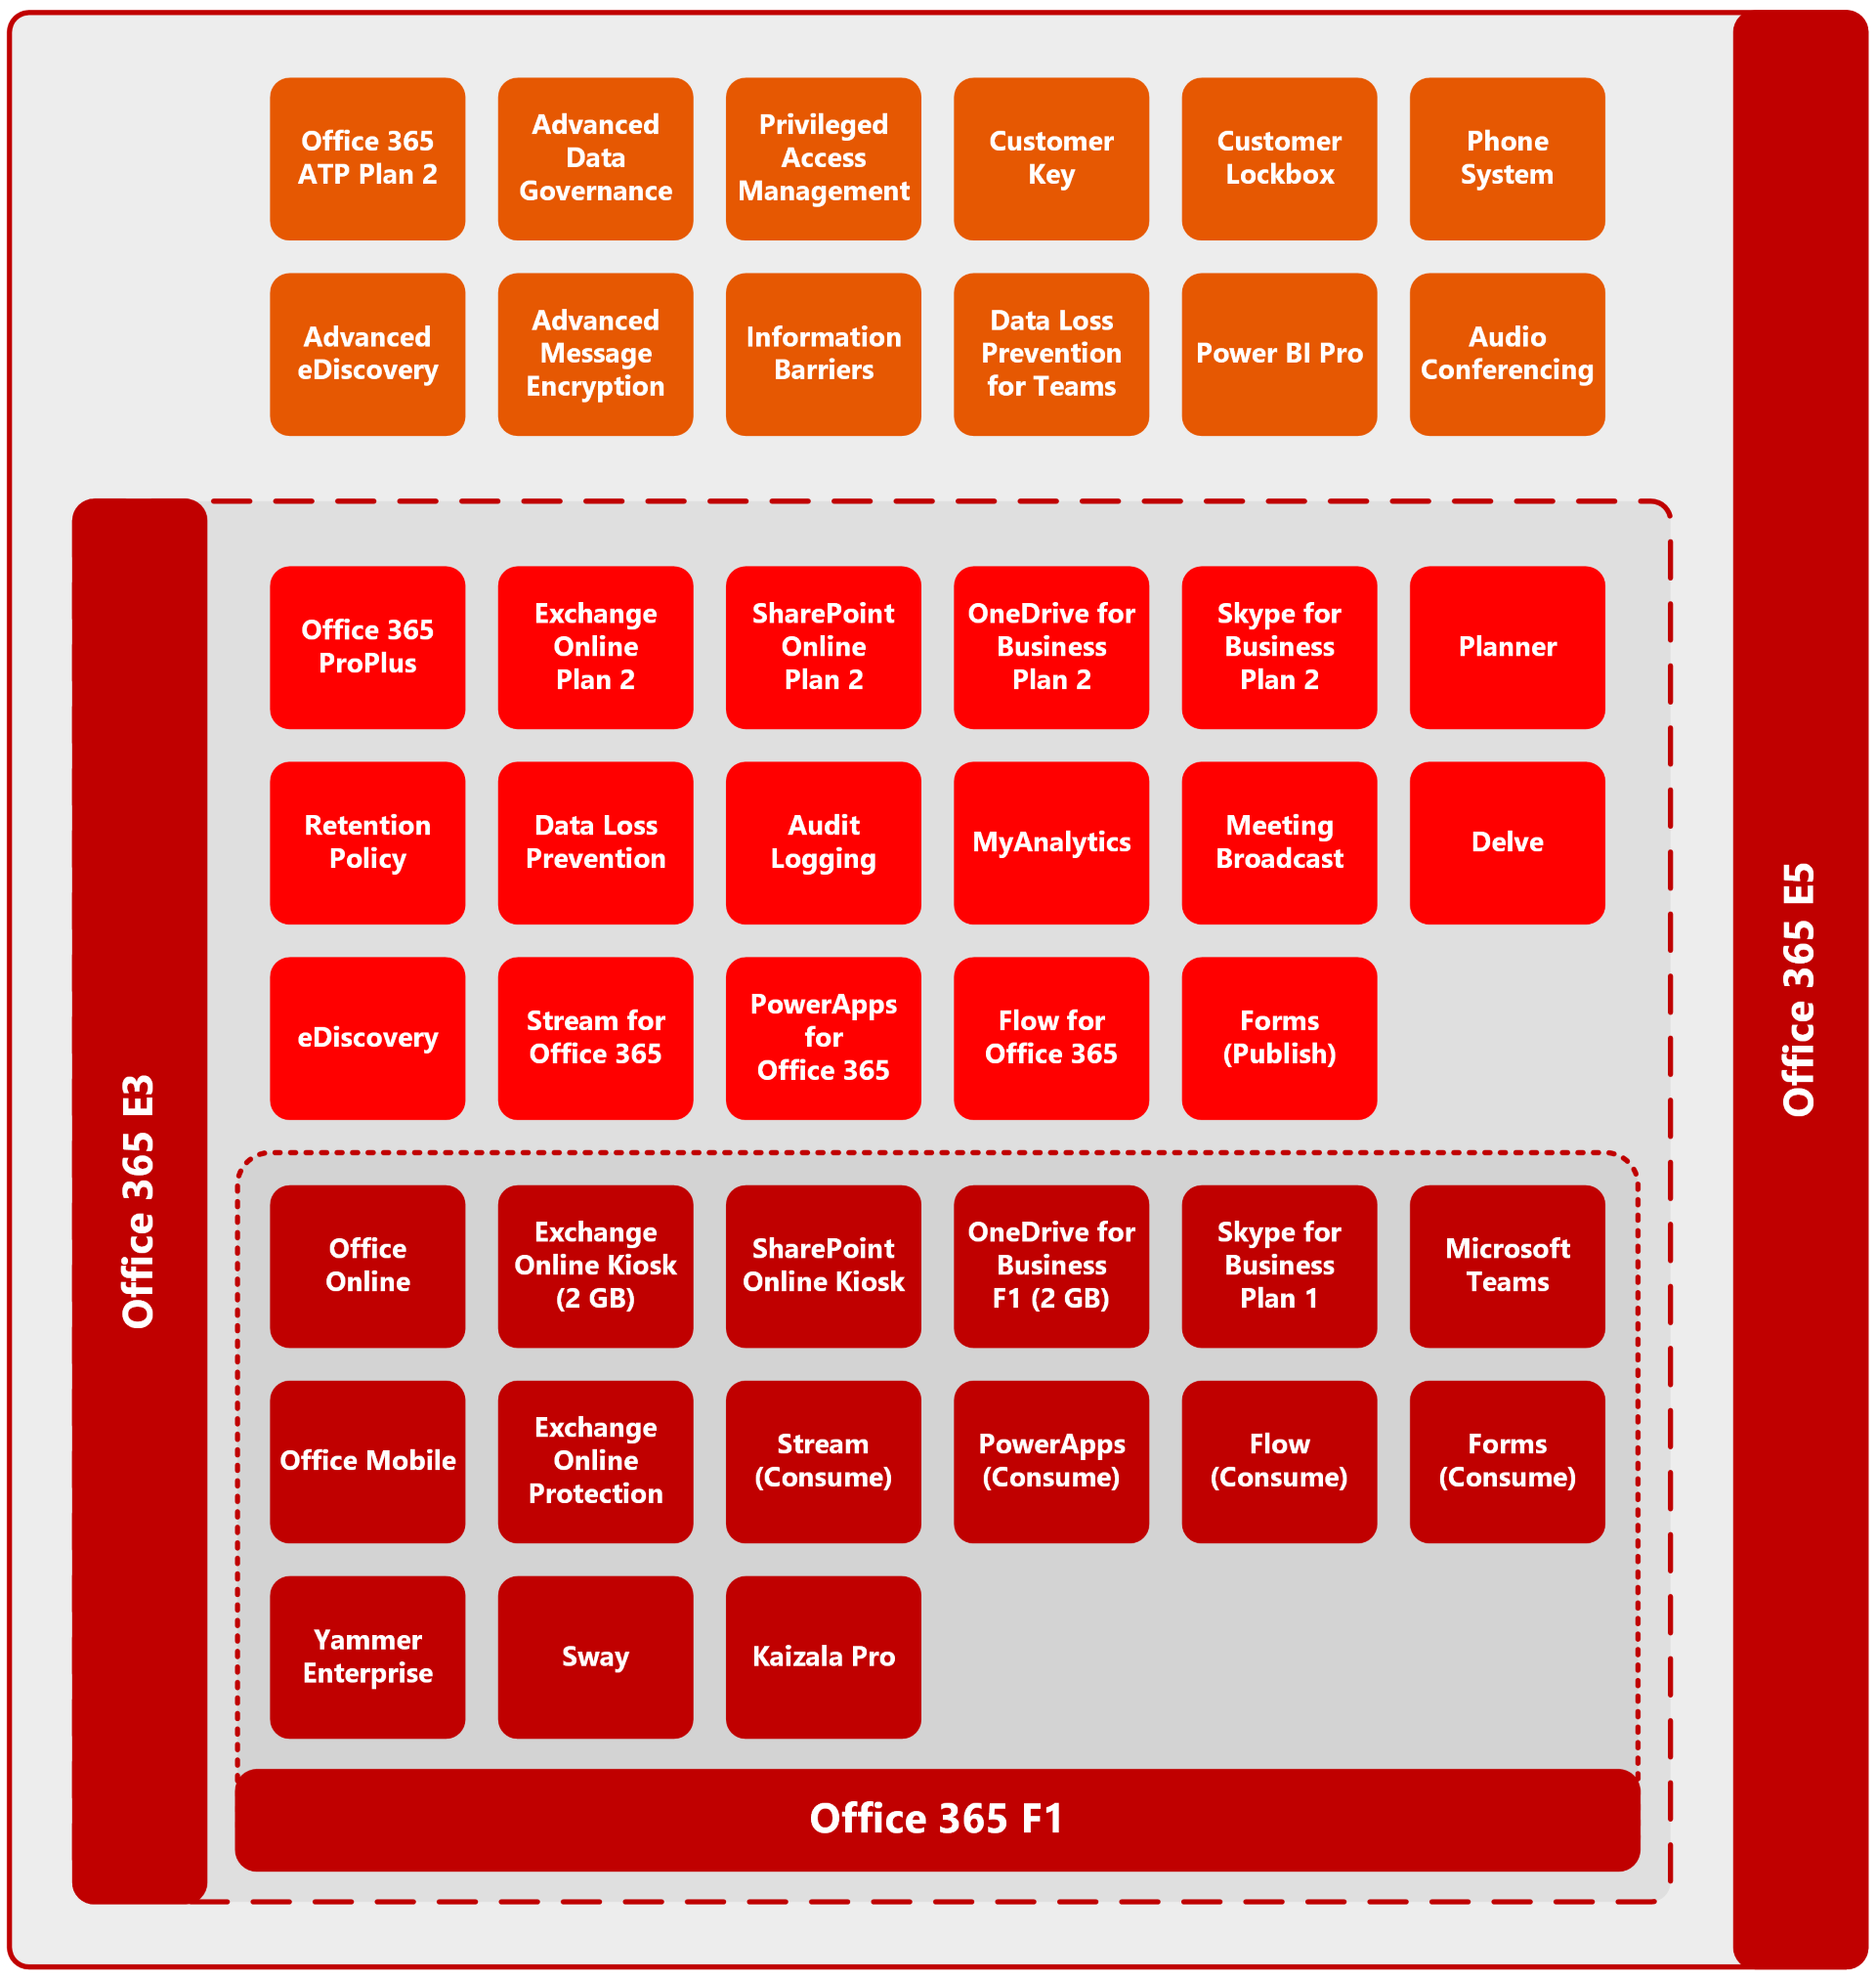 Office 365
ATP Plan 2
Advanced
Data
Governance
Privileged
Access
Management
Customer
Key
Customer
Lockbox
Phone
System
Advanced
eDiscovery
Advanced
Message
Encryption
Information
Barriers
Data Loss
Prevention
for Teams
Power BI Pro
Audio
Conferencing
Office 365 E5
Office 365 E3
Office 365
ProPlus
Exchange
Online
Plan 2
SharePoint
Online
Plan 2
OneDrive for
Business
Plan 2
Skype for
Business
Plan 2
Planner
Retention
Policy
Data Loss
Prevention
Audit
Logging
MyAnalytics
Meeting
Broadcast
Delve
eDiscovery
Stream for
Office 365
PowerApps
for
Office 365
Flow for
Office 365
Forms
(Publish)
Office
Online
Exchange
Online Kiosk
(2 GB)
SharePoint
Online Kiosk
OneDrive for
Business
F1 (2 GB)
Skype for
Business
Plan 1
Microsoft
Teams
Office Mobile
Exchange
Online
Protection
Stream
(Consume)
PowerApps
(Consume)
Flow
(Consume)
Forms
(Consume)
Yammer
Enterprise
Sway
Kaizala Pro
Office 365 F1